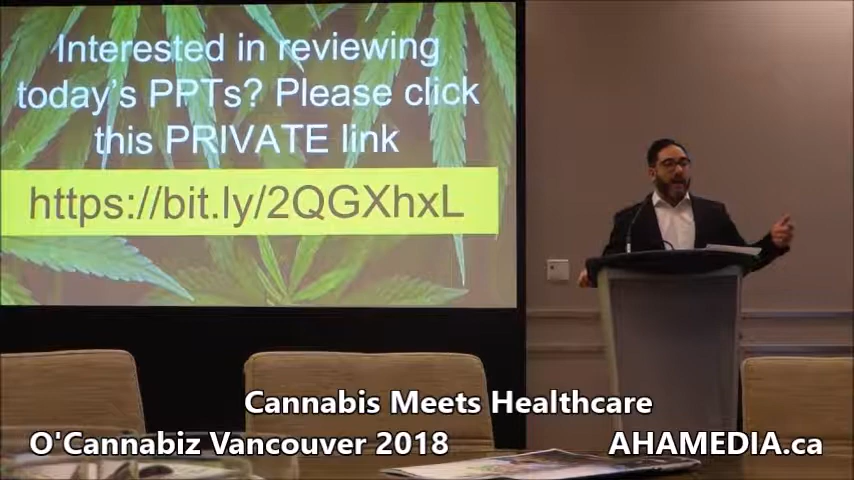 Interested in reviewing
today's PPTs? Please click
this PRIVATE link
https://bit.ly/2QGXhxL
Cannabis Meets Healthcare
O'Cannabiz Vancouver 2018
AHAMEDIA.ca